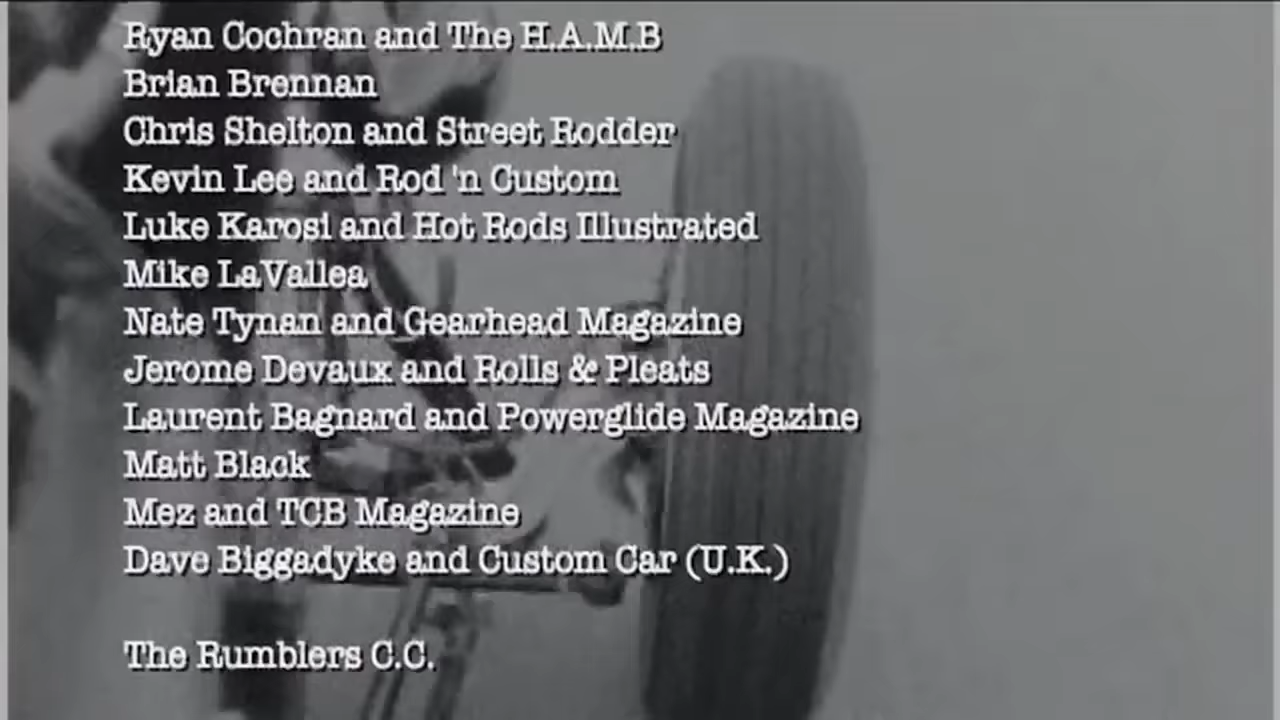 Ryan Cochran and The H.A.M.B
Brian Brennan
Chris Shelton and Street Rodder
Kevin Lee and Rod 'n Custom
Luke Karosi and Hot Rods Illustrated
Mike LaVallea
Nate Tynan and Gearhead Magazine
Jerome Devaux and Rolls & Pleats
Laurent Bagnard and Powerglide Magazine
Matt Black
Mez and TCB Magazine
Dave Biggadyke and Custom Car (U.K.)
The Rumblers C.C.